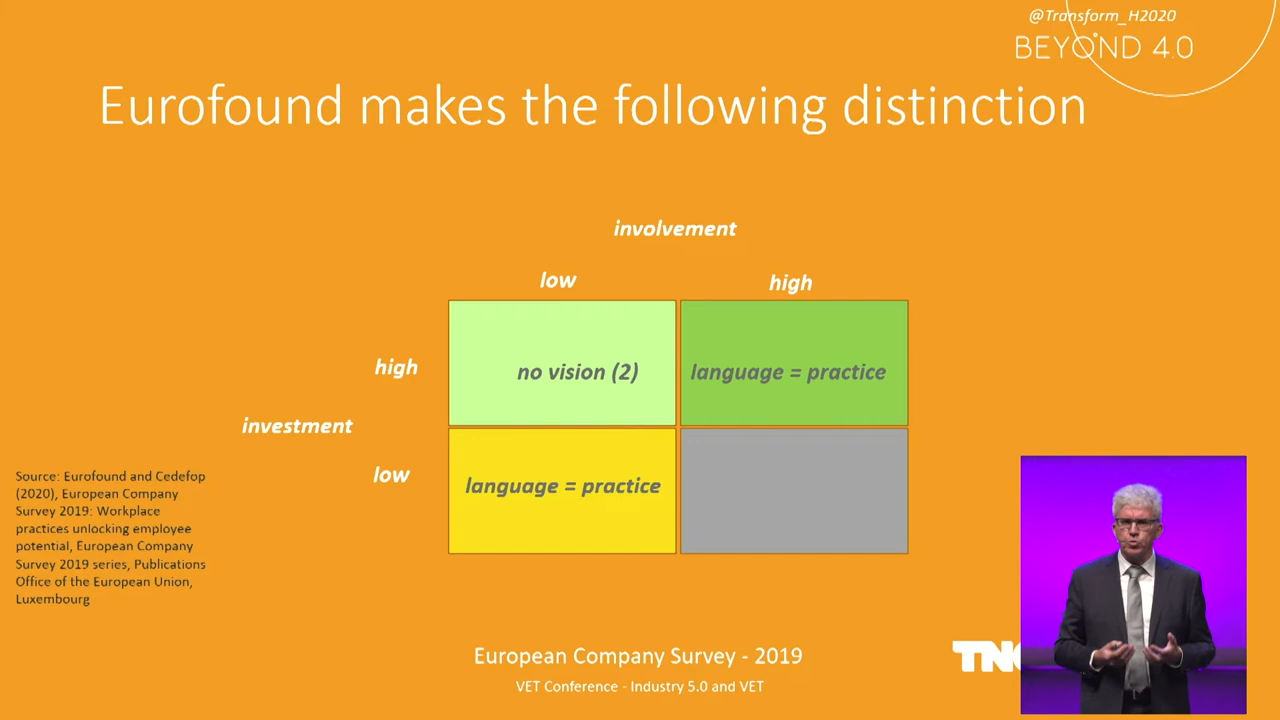 @Transform_H2020
BEYOND 4.0
Eurofound makes the following distinction
involvement
low
high
high
no vision (2)
language = practice
investment
low
language = practice
Source: Eurofound and Cedefop
(2020), European Company
Survey 2019: Workplace
practices unlocking employee
potential, European Company
Survey 2019 series, Publications
Office of the European Union,
Luxembourg
European Company Survey - 2019
VET Conference - Industry 5.0 and VET